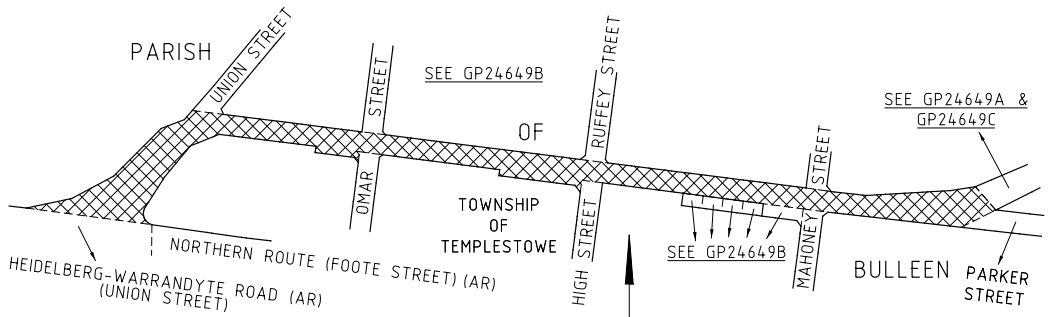 PARISH
UNION STREET
STREET
SEE GP24649B
RUFFEY STREET
SEE GP24649A &
GP24649C
OF
STREET
OMAR
TOWNSHIP
OF
TEMPLESTOWE
HIGH STREET
SEE GP24649B
MAHONEY
BULLEEN
PARKER
STREET
NORTHERN ROUTE (FOOTE STREET) (AR)
HEIDELBERG-WARRANDYTE ROAD (AR)
(UNION STREET)